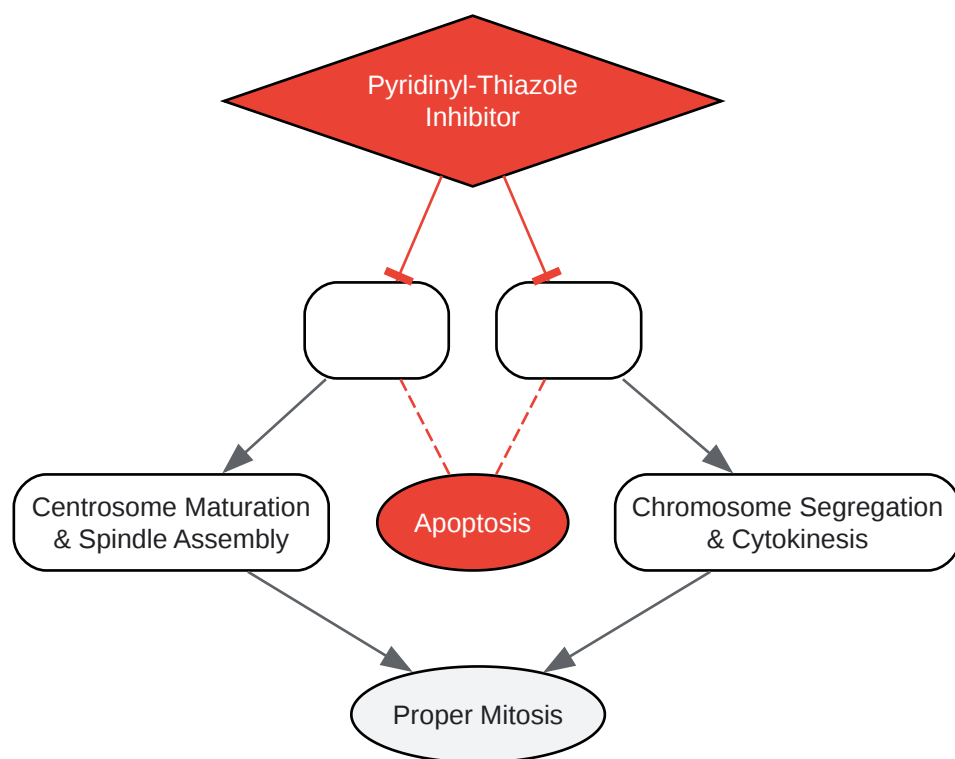 Pyridinyl-Thiazole
Inhibitor
Centrosome Maturation
& Spindle Assembly
Apoptosis
Chromosome Segregation
& Cytokinesis
Proper Mitosis